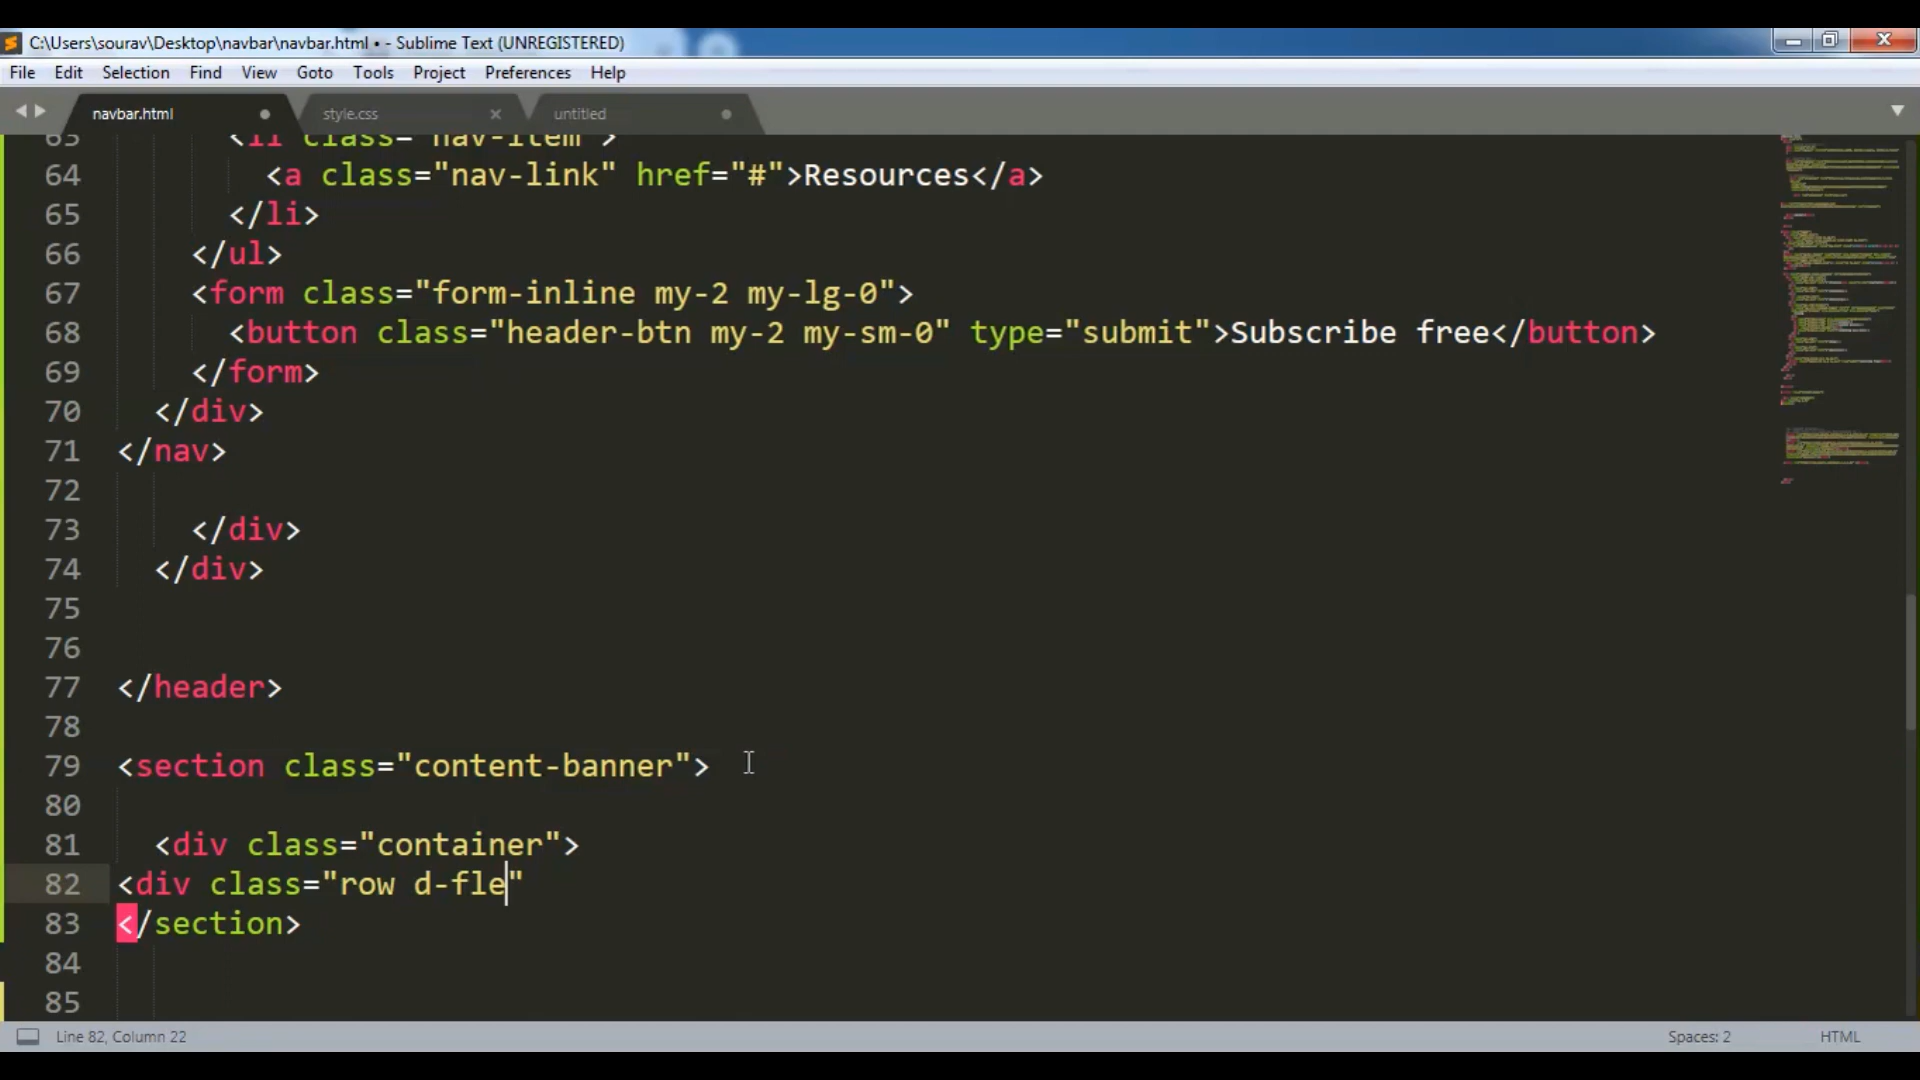 C:\Users\sourav\Desktop\navbar\navbar.html • - Sublime Text (UNREGISTERED)
File Edit Selection Find View Goto Tools Project Preferences Help
navbar.html style.css untitled
63 <li class="nav-item">
64 <a class="nav-link" href="#">Resources</a>
65 </li>
66 </ul>
67 <form class="form-inline my-2 my-lg-0">
68 <button class="header-btn my-2 my-sm-0" type="submit">Subscribe free</button>
69 </form>
70 </div>
71 </nav>
72
73 </div>
74 </div>
75
76
77 </header>
78
79 <section class="content-banner">
80
81 <div class="container">
82 <div class="row d-fle"
83 </section>
84
85
Line 82, Column 22 Spaces: 2 HTML